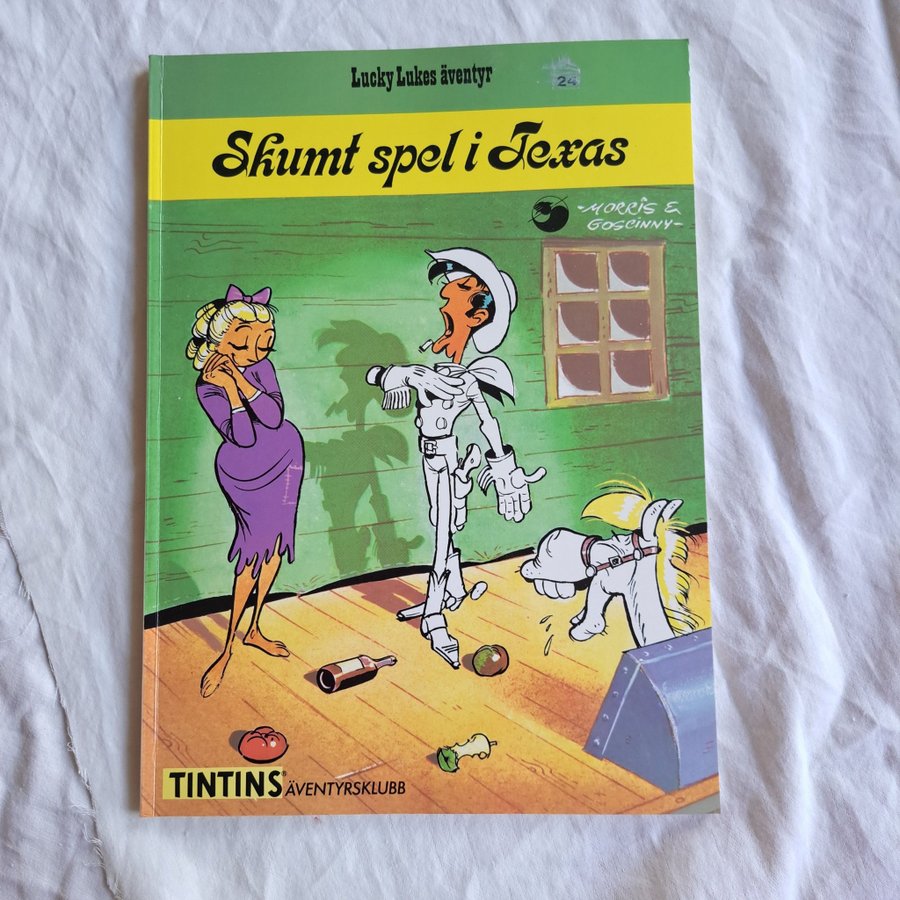 Lucky Lukes äventyr
24
Skumt spel i Texas
-MORRIS &
GOSCINNY-
TINTINS® ÄVENTYRSKLUBB